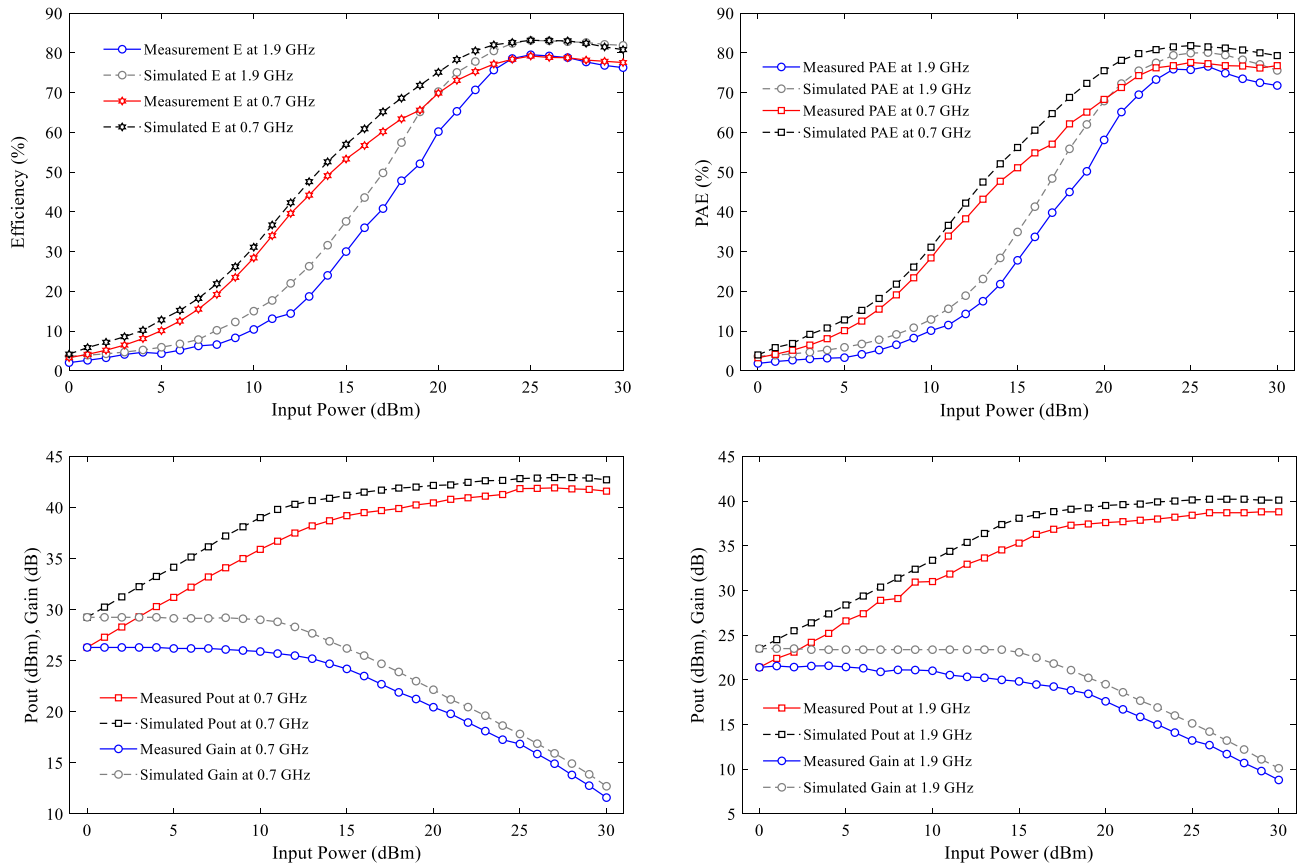 90
80
70
60
50
40
30
20
10
0
Efficiency (%)
Measurement E at 1.9 GHz
Simulated E at 1.9 GHz
Measurement E at 0.7 GHz
Simulated E at 0.7 GHz
0 5 10 15 20 25 30
Input Power (dBm)
90
80
70
60
50
40
30
20
10
0
PAE (%)
Measured PAE at 1.9 GHz
Simulated PAE at 1.9 GHz
Measured PAE at 0.7 GHz
Simulated PAE at 0.7 GHz
0 5 10 15 20 25 30
Input Power (dBm)
45
40
35
30
25
20
15
10
Pout (dBm), Gain (dB)
Measured Pout at 0.7 GHz
Simulated Pout at 0.7 GHz
Measured Gain at 0.7 GHz
Simulated Gain at 0.7 GHz
0 5 10 15 20 25 30
Input Power (dBm)
45
40
35
30
25
20
15
10
5
Pout (dBm), Gain (dB)
Measured Pout at 1.9 GHz
Simulated Pout at 1.9 GHz
Measured Gain at 1.9 GHz
Simulated Gain at 1.9 GHz
0 5 10 15 20 25 30
Input Power (dBm)